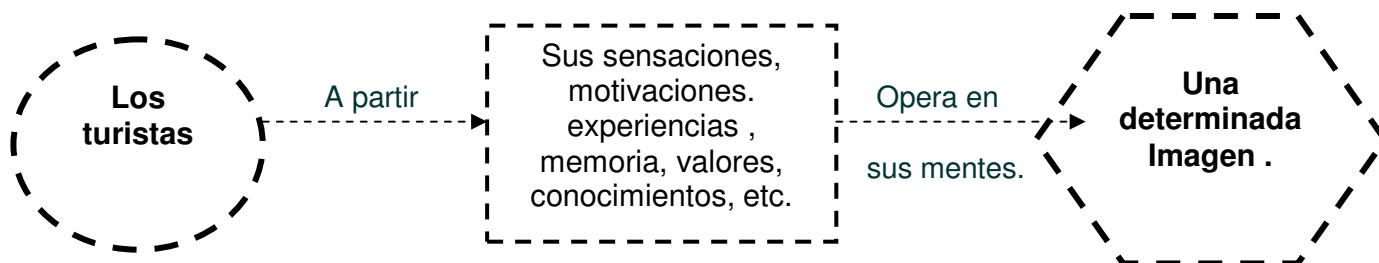 Los
turistas
A partir
Sus sensaciones,
motivaciones.
experiencias ,
memoria, valores,
conocimientos, etc.
Opera en
sus mentes.
Una
determinada
Imagen .